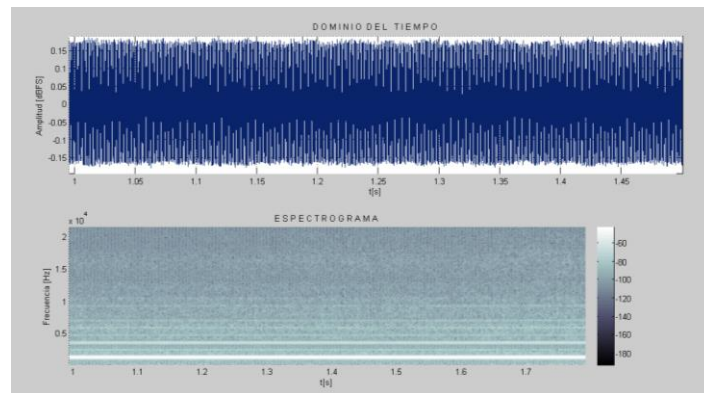 DOMINIO DEL TIEMPO
Amplitud [dBFS]
0.15
0.1
0.05
0
-0.05
-0.1
-0.15
1 1.05 1.1 1.15 1.2 1.25 1.3 1.35 1.4 1.45
t[s]
ESPECTROGRAMA
x 10^4
Frecuencia [Hz]
2
1.5
1
0.5
1 1.1 1.2 1.3 1.4 1.5 1.6 1.7
t[s]
-60
-80
-100
-120
-140
-160
-180